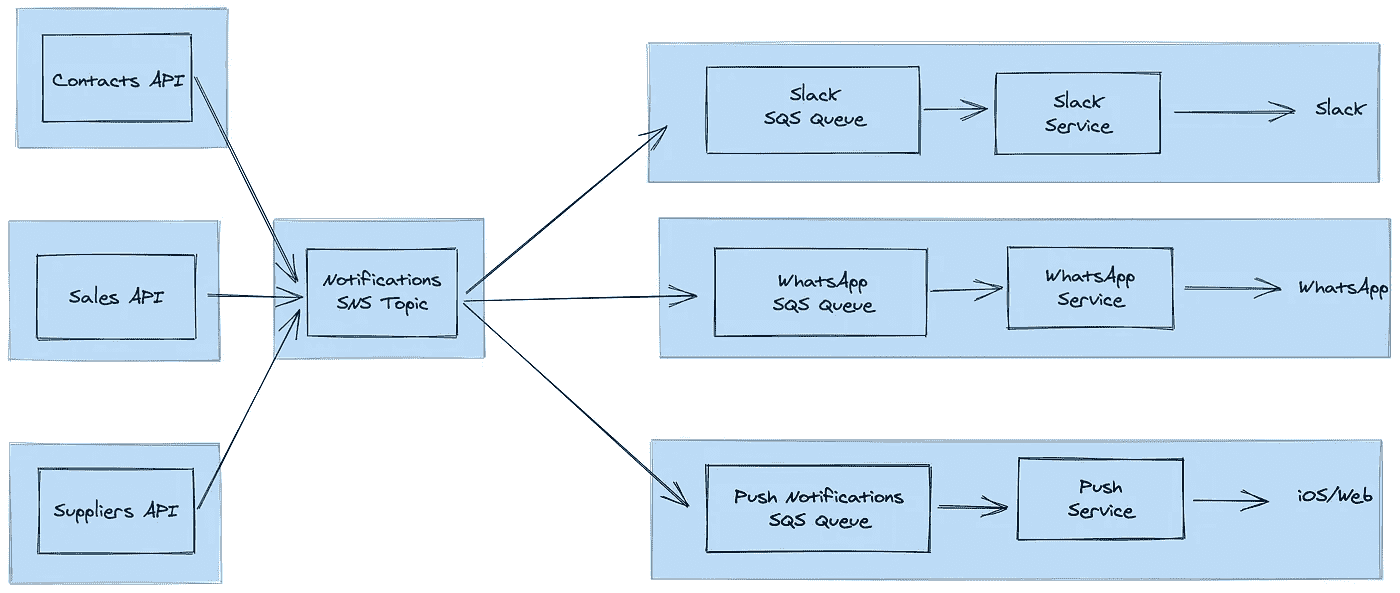 Contacts API
Sales API
Suppliers API
Notifications
SNS Topic
Slack
SQS Queue
Slack
Service
Slack
WhatsApp
SQS Queue
WhatsApp
Service
WhatsApp
Push Notifications
SQS Queue
Push
Service
iOS/Web